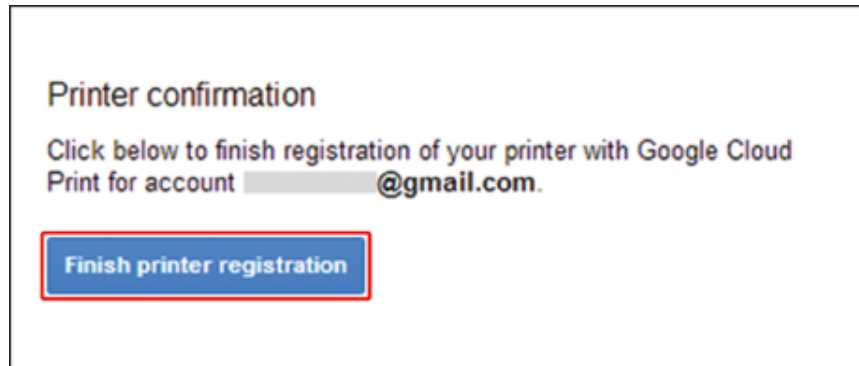 Printer confirmation
Click below to finish registration of your printer with Google Cloud
Print for account @gmail.com.
Finish printer registration